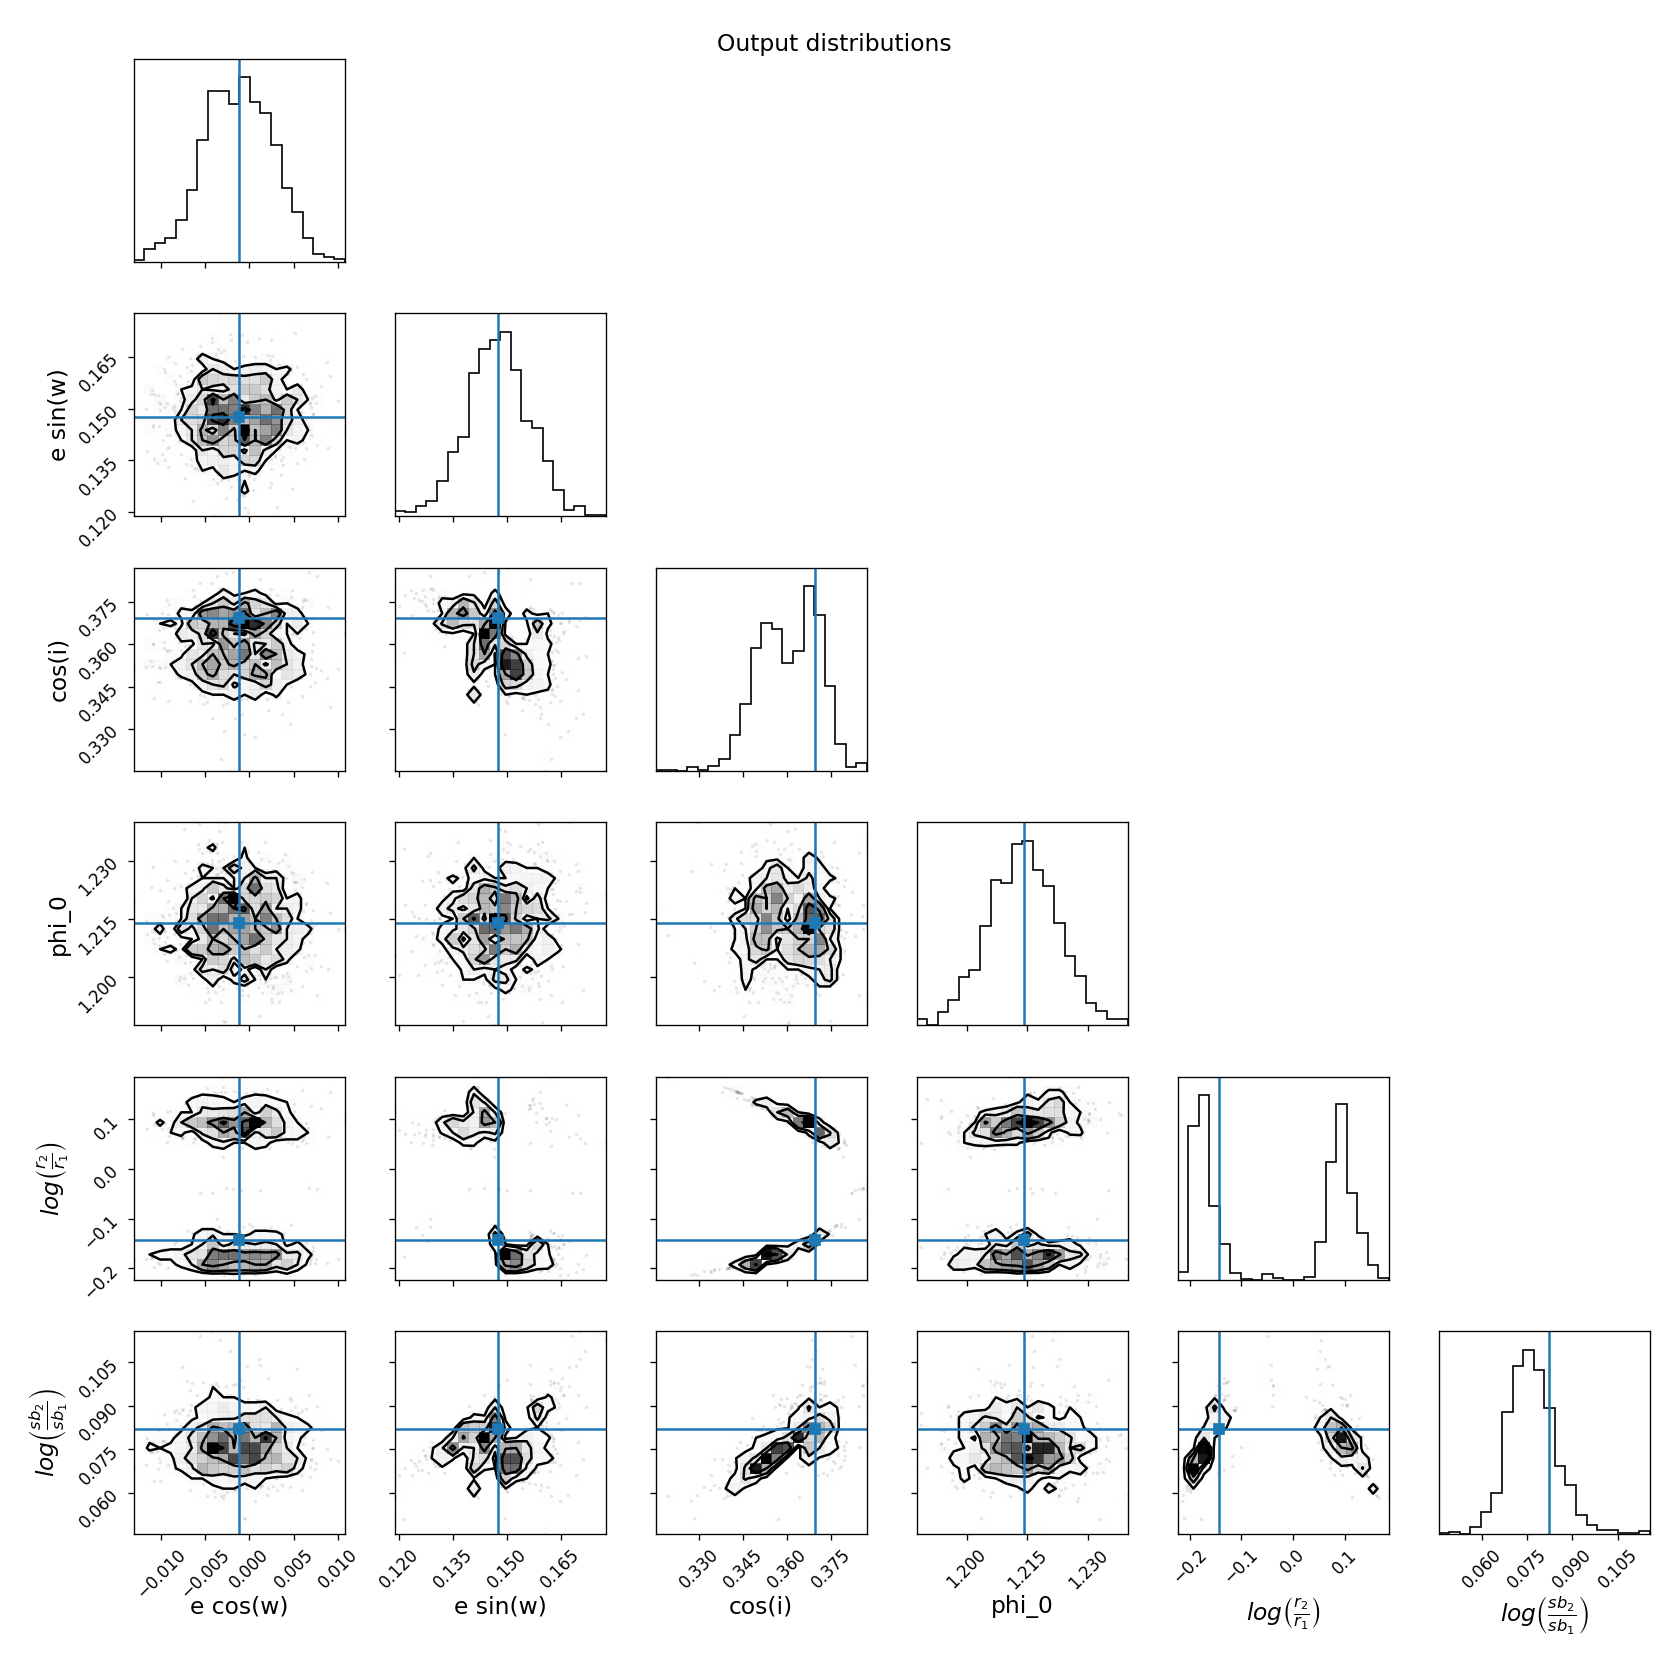 Output distributions
e sin(w)
0.165
0.150
0.135
0.120
cos(i)
0.375
0.360
0.345
0.330
phi_0
1.230
1.215
1.200
log(r₂/r₁)
0.1
0.0
−0.1
−0.2
log(sb₂/sb₁)
0.105
0.090
0.075
0.060
−0.010 −0.005 0.000 0.005 0.010 0.120 0.135 0.150 0.165 0.330 0.345 0.360 0.375 1.200 1.215 1.230 −0.2 −0.1 0.0 0.1 0.060 0.075 0.090 0.105
e cos(w) e sin(w) cos(i) phi_0 log(r₂/r₁) log(sb₂/sb₁)